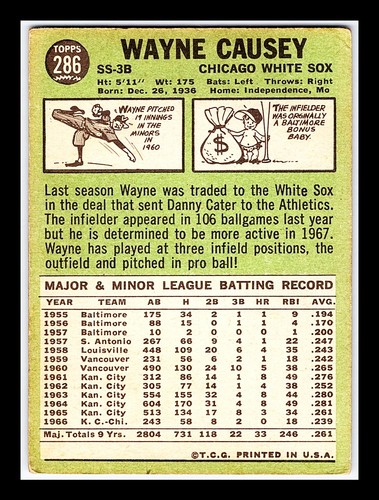 TOPPS
286
WAYNE CAUSEY
SS-3B CHICAGO WHITE SOX
Ht: 5'11" Wt: 175 Bats: Left Throws: Right
Born: Dec. 26, 1936 Home: Independence, Mo
WAYNE PITCHED
19 INNINGS
IN THE
MINORS
IN
1960
$
THE INFIELDER
WAS ORIGINALLY
A BALTIMORE
BONUS
BABY.
Last season Wayne was traded to the White Sox
in the deal that sent Danny Cater to the Athletics.
The infielder appeared in 106 ballgames last year
but he is determined to be more active in 1967.
Wayne has played at three infield positions, the
outfield and pitched in pro ball!
MAJOR & MINOR LEAGUE BATTING RECORD
YEAR TEAM AB H 2B 3B HR RBI AVG.
1955 Baltimore 175 34 2 1 1 9 .194
1956 Baltimore 88 15 0 1 1 4 .170
1957 Baltimore 10 2 0 0 0 1 .200
1957 S. Antonio 267 66 9 4 1 22 .247
1958 Louisville 448 109 20 6 4 35 .243
1959 Vancouver 231 56 6 2 1 18 .242
1960 Vancouver 490 130 24 10 5 38 .265
1961 Kan. City 312 86 14 1 8 49 .276
1962 Kan. City 305 77 14 1 4 38 .252
1963 Kan. City 554 155 32 4 8 44 .280
1964 Kan. City 604 170 31 4 8 49 .281
1965 Kan. City 513 134 17 8 3 34 .261
1966 K. C.-Chi. 243 58 8 2 0 18 .239
Maj. Totals 9 Yrs. 2804 731 118 22 33 246 .261
©T.C.G. PRINTED IN U.S.A.